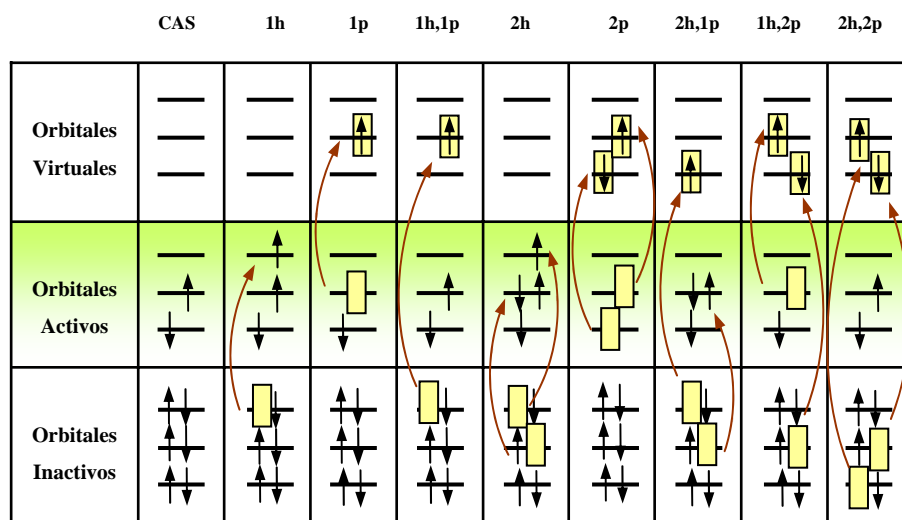 CAS 1h 1p 1h,1p 2h 2p 2h,1p 1h,2p 2h,2p
Orbitales
Virtuales
Orbitales
Activos
Orbitales
Inactivos